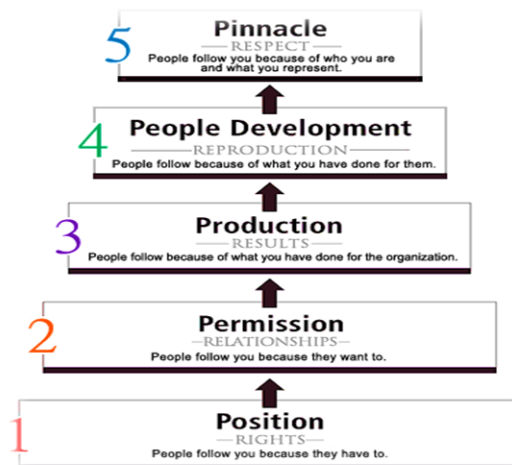 5
Pinnacle
RESPECT
People follow you because of who you are
and what you represent.
4
People Development
REPRODUCTION
People follow because of what you have done for them.
3
Production
RESULTS
People follow because of what you have done for the organization.
2
Permission
RELATIONSHIPS
People follow you because they want to.
1
Position
RIGHTS
People follow you because they have to.